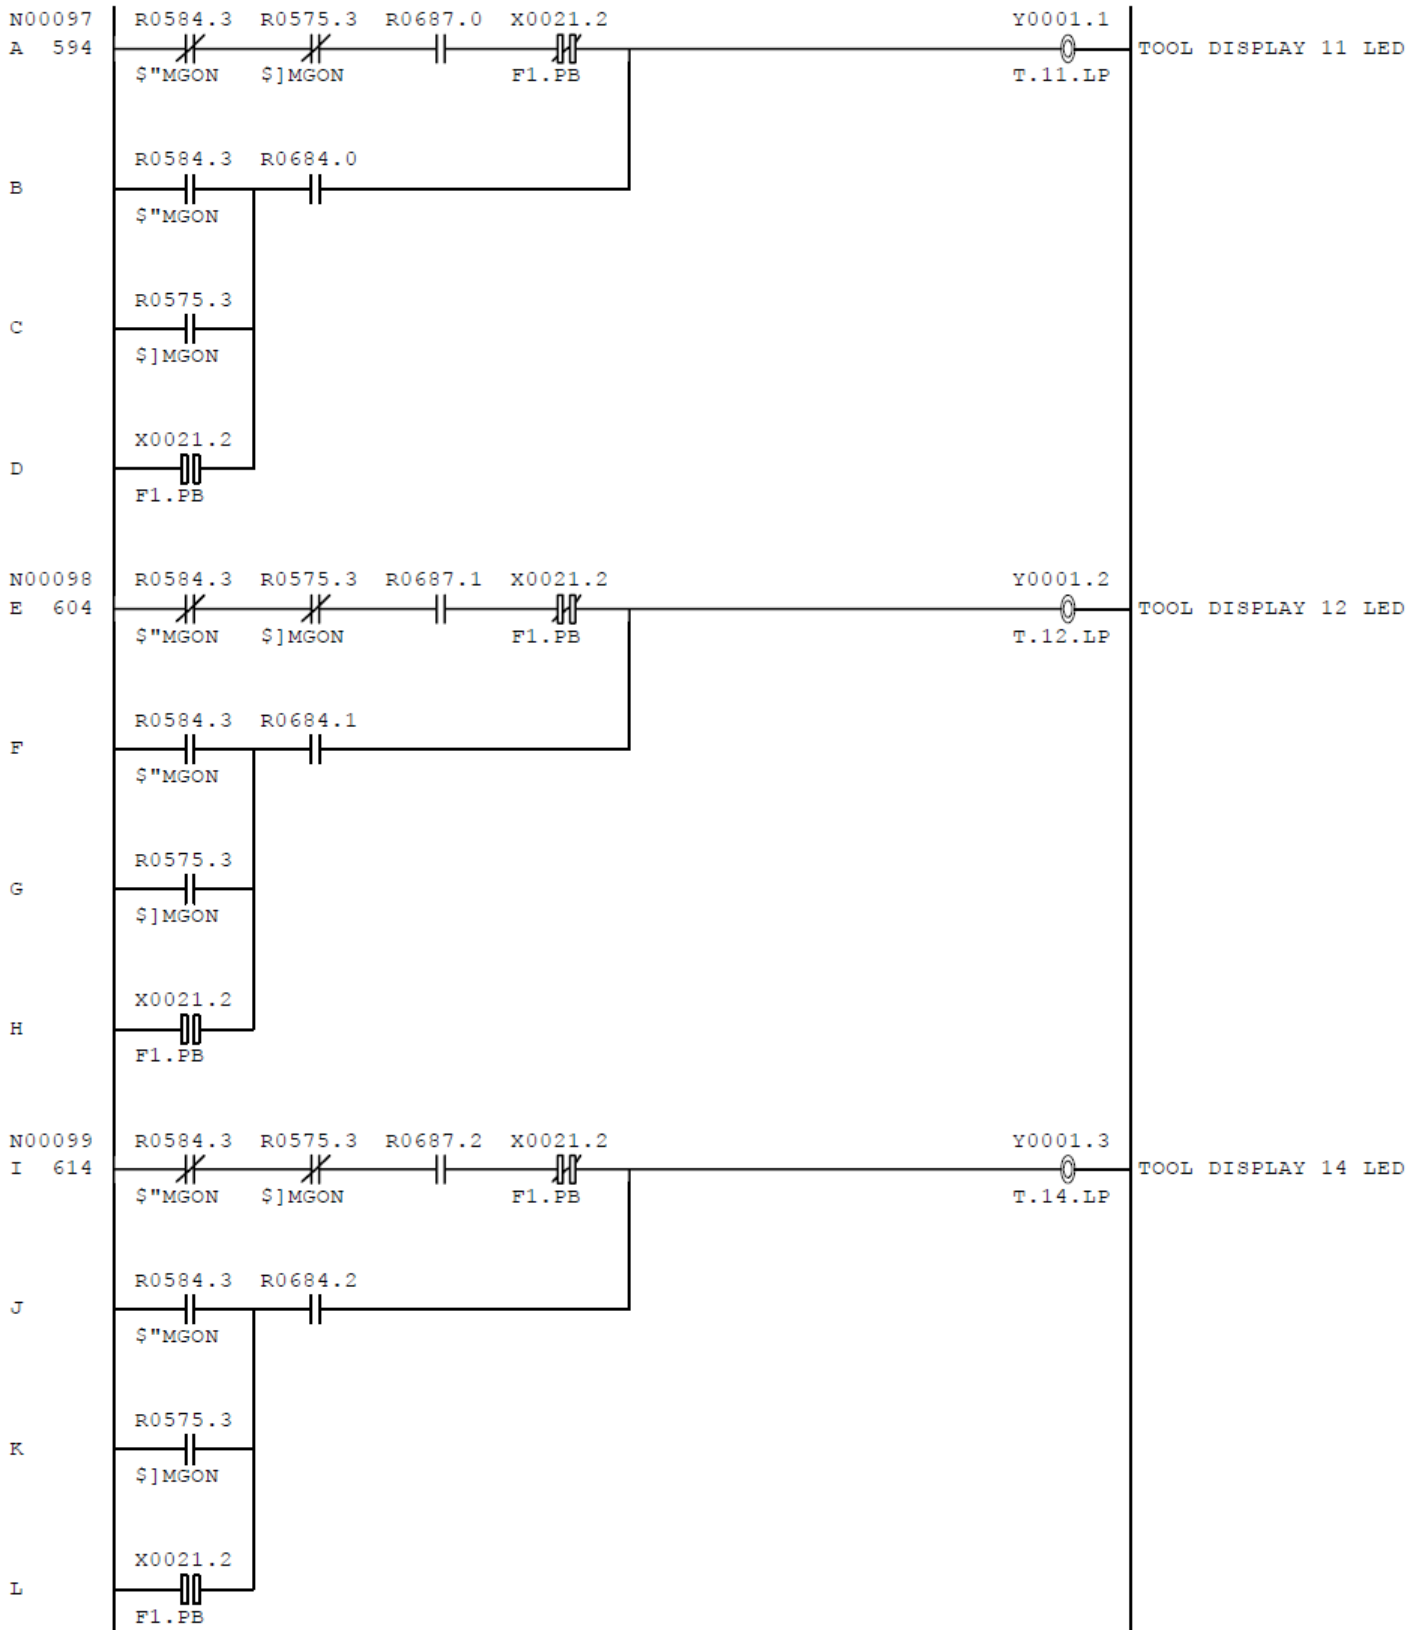 N00097 R0584.3 R0575.3 R0687.0 X0021.2 Y0001.1
A 594 TOOL DISPLAY 11 LED
$"MGON $]MGON F1.PB T.11.LP
R0584.3 R0684.0
B
$"MGON
R0575.3
C
$]MGON
X0021.2
D
F1.PB
N00098 R0584.3 R0575.3 R0687.1 X0021.2 Y0001.2
E 604 TOOL DISPLAY 12 LED
$"MGON $]MGON F1.PB T.12.LP
R0584.3 R0684.1
F
$"MGON
R0575.3
G
$]MGON
X0021.2
H
F1.PB
N00099 R0584.3 R0575.3 R0687.2 X0021.2 Y0001.3
I 614 TOOL DISPLAY 14 LED
$"MGON $]MGON F1.PB T.14.LP
R0584.3 R0684.2
J
$"MGON
R0575.3
K
$]MGON
X0021.2
L
F1.PB